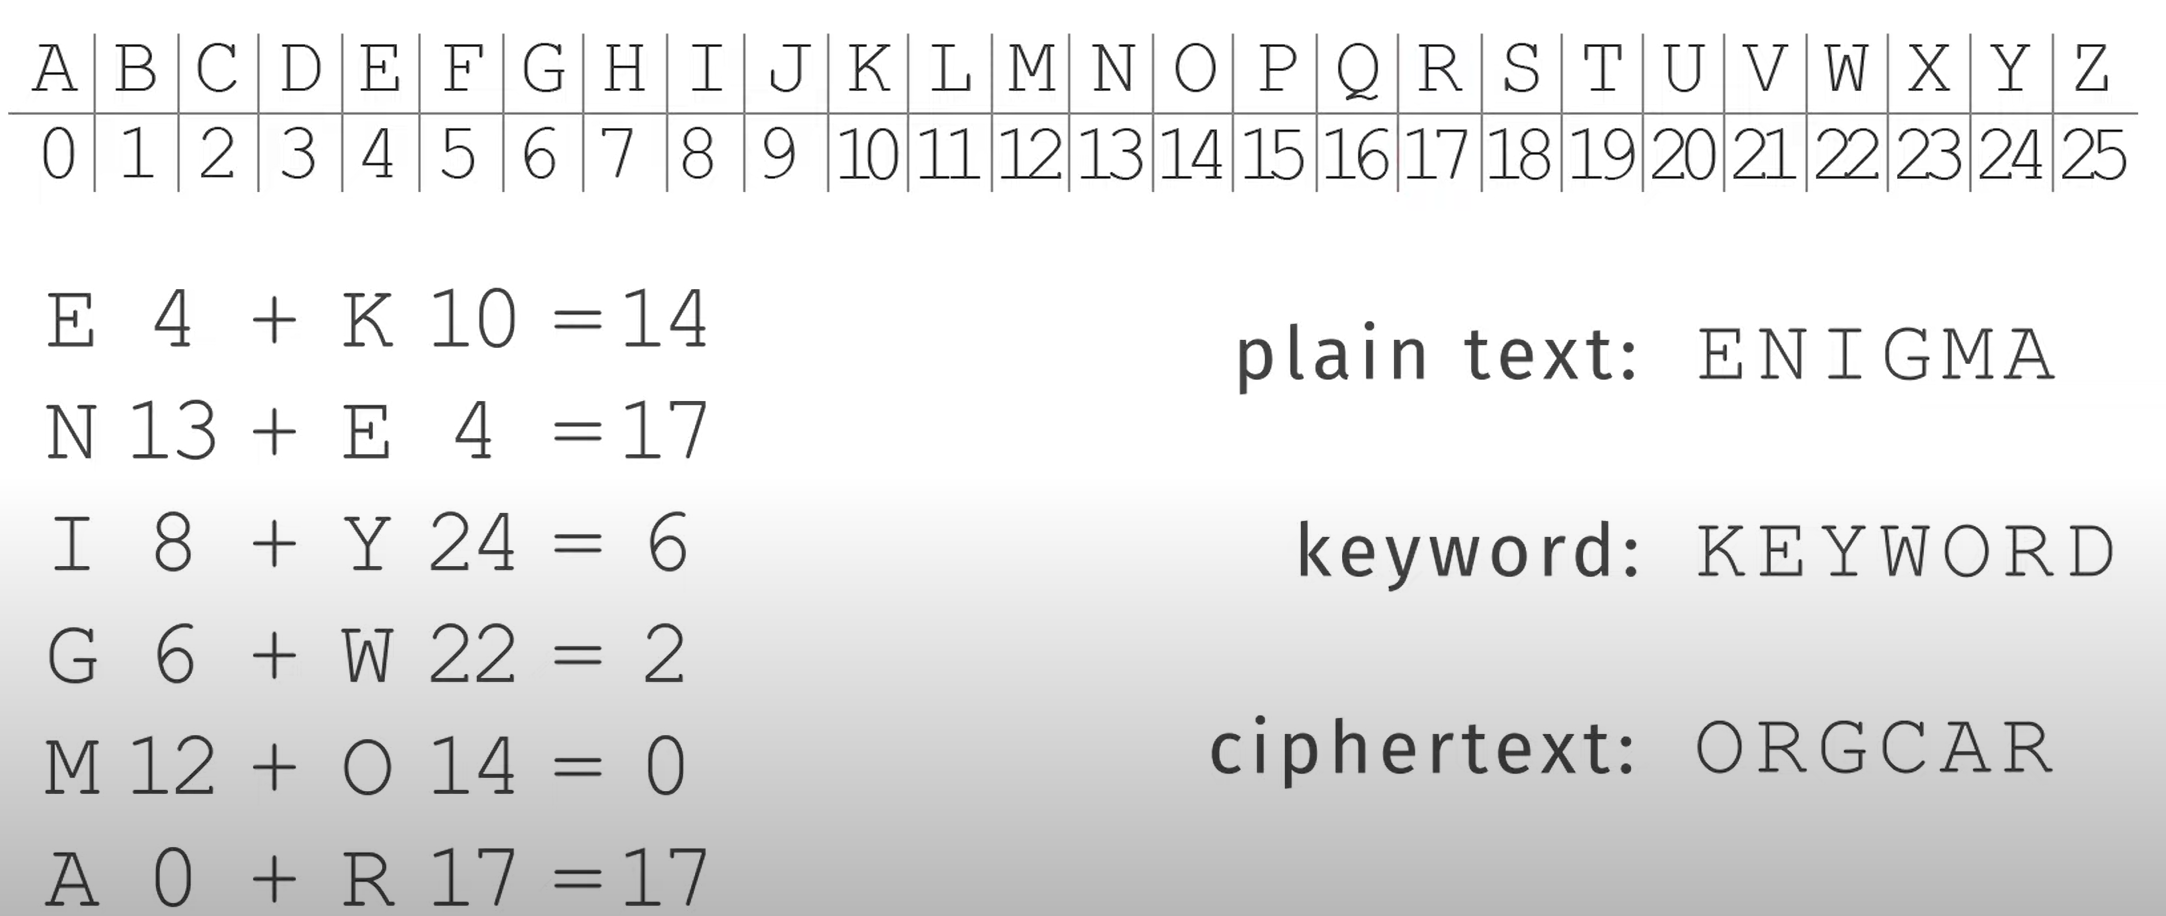 A B C D E F G H I J K L M N O P Q R S T U V W X Y Z
0 1 2 3 4 5 6 7 8 9 10 11 12 13 14 15 16 17 18 19 20 21 22 23 24 25
E 4 + K 10 = 14
N 13 + E 4 = 17
I 8 + Y 24 = 6
G 6 + W 22 = 2
M 12 + O 14 = 0
A 0 + R 17 = 17
plain text: ENIGMA
keyword: KEYWORD
ciphertext: ORGCAR